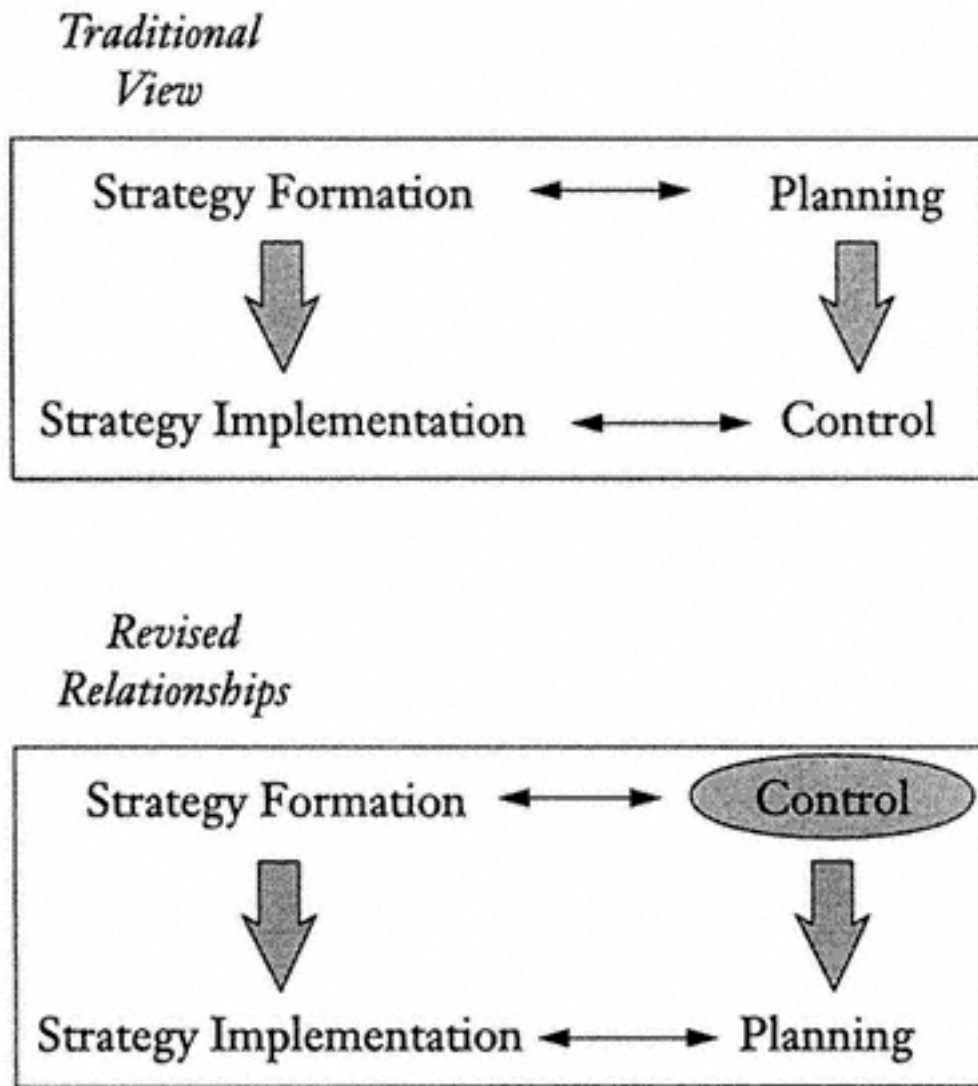 Traditional
View
Strategy Formation Planning
Strategy Implementation Control
Revised
Relationships
Strategy Formation Control
Strategy Implementation Planning